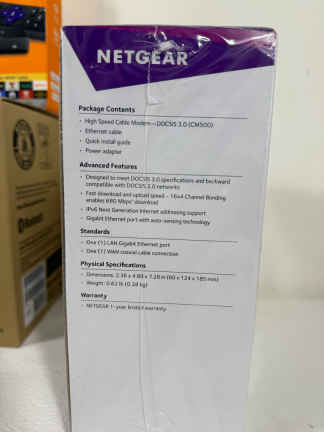 NETGEAR
Package Contents
• High Speed Cable Modem—DOCSIS 3.0 (CM500)
• Ethernet cable
• Quick install guide
• Power adapter
Advanced Features
• Designed to meet DOCSIS 3.0 specifications and backward
compatible with DOCSIS 2.0 networks
• Fast download and upload speed – 16x4 Channel Bonding
enables 680 Mbps† download
• IPv6 Next Generation Internet addressing support
• Gigabit Ethernet port with auto-sensing technology
Standards
• One (1) LAN Gigabit Ethernet port
• One (1) WAN coaxial cable connection
Physical Specifications
• Dimensions: 2.36 x 4.88 x 7.28 in (60 x 124 x 185 mm)
• Weight: 0.62 lb (0.28 kg)
Warranty
• NETGEAR 1-year limited warranty
Bluetooth